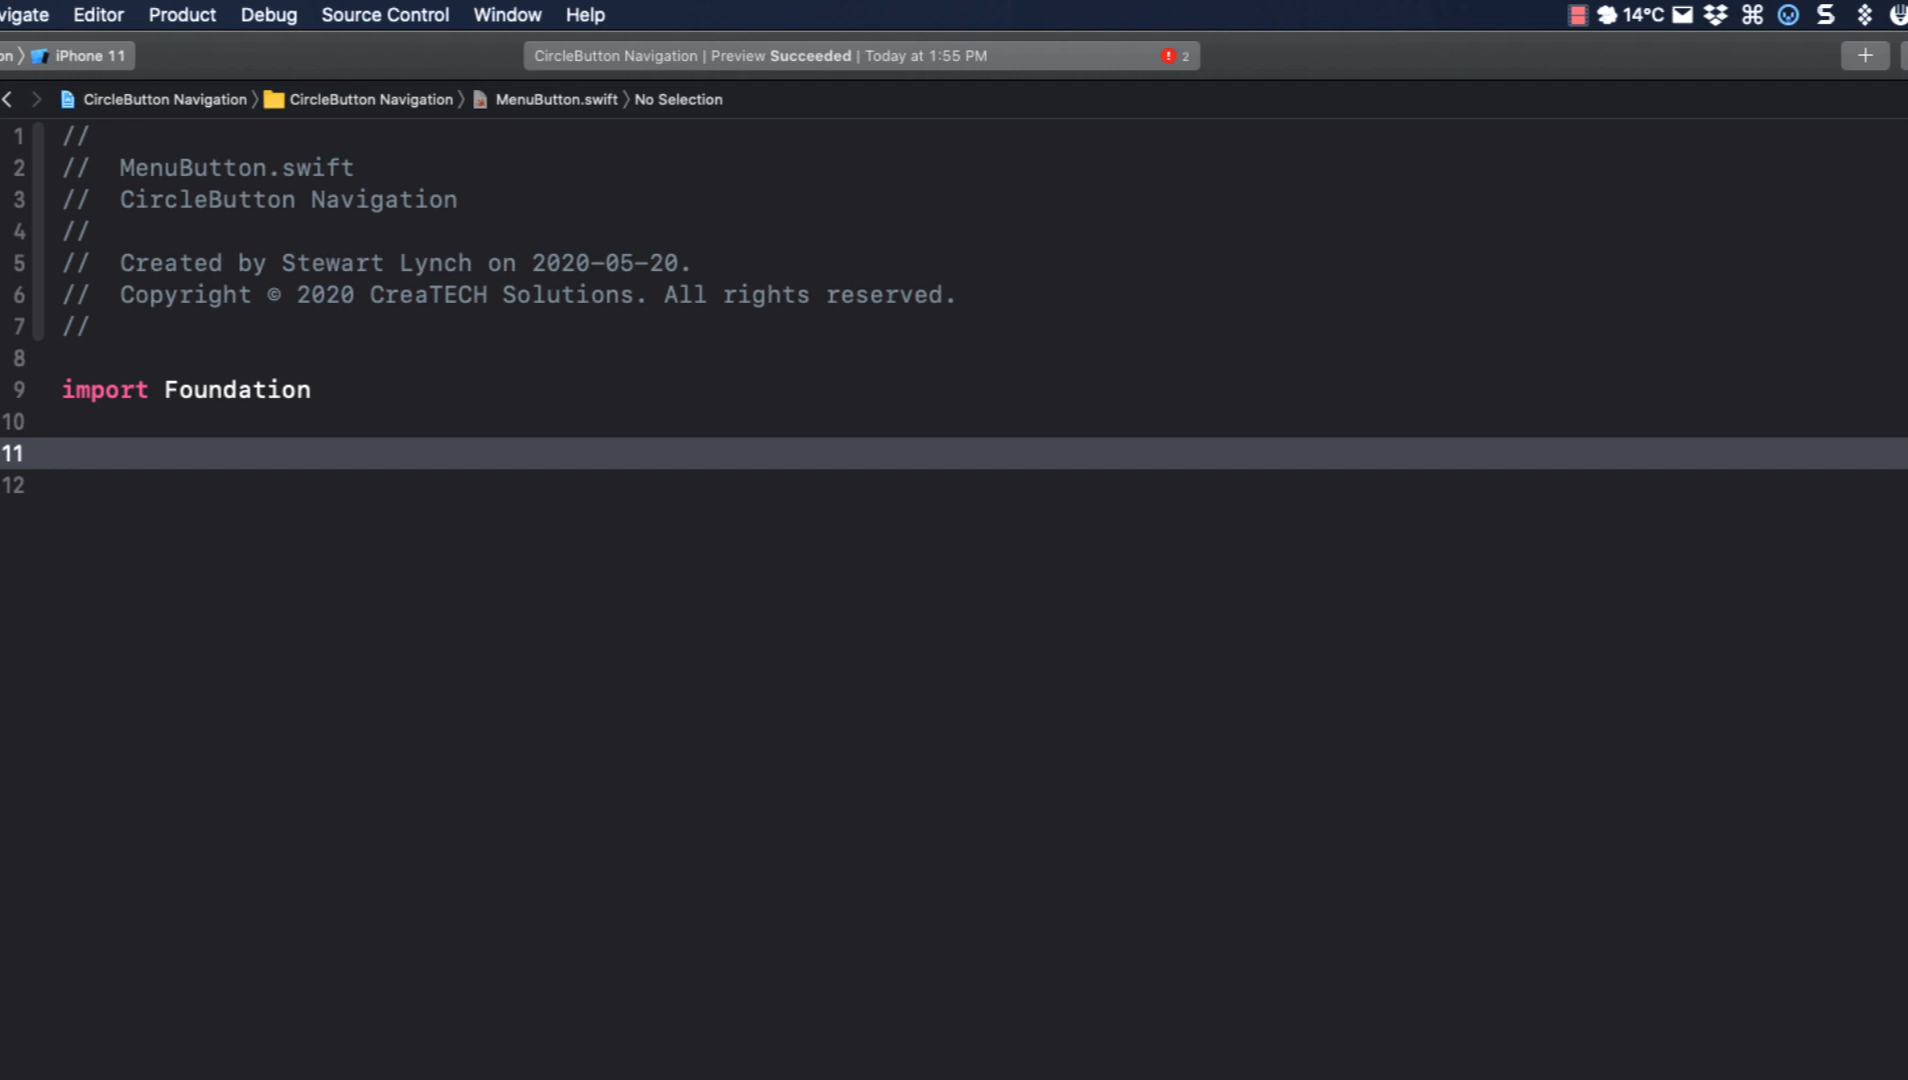 vigate Editor Product Debug Source Control Window Help 14°C
on 〉 iPhone 11 CircleButton Navigation | Preview Succeeded | Today at 1:55 PM 2
CircleButton Navigation 〉 CircleButton Navigation 〉 MenuButton.swift 〉 No Selection
1 //
2 //  MenuButton.swift
3 //  CircleButton Navigation
4 //
5 //  Created by Stewart Lynch on 2020-05-20.
6 //  Copyright © 2020 CreaTECH Solutions. All rights reserved.
7 //
8
9 import Foundation
10
11
12